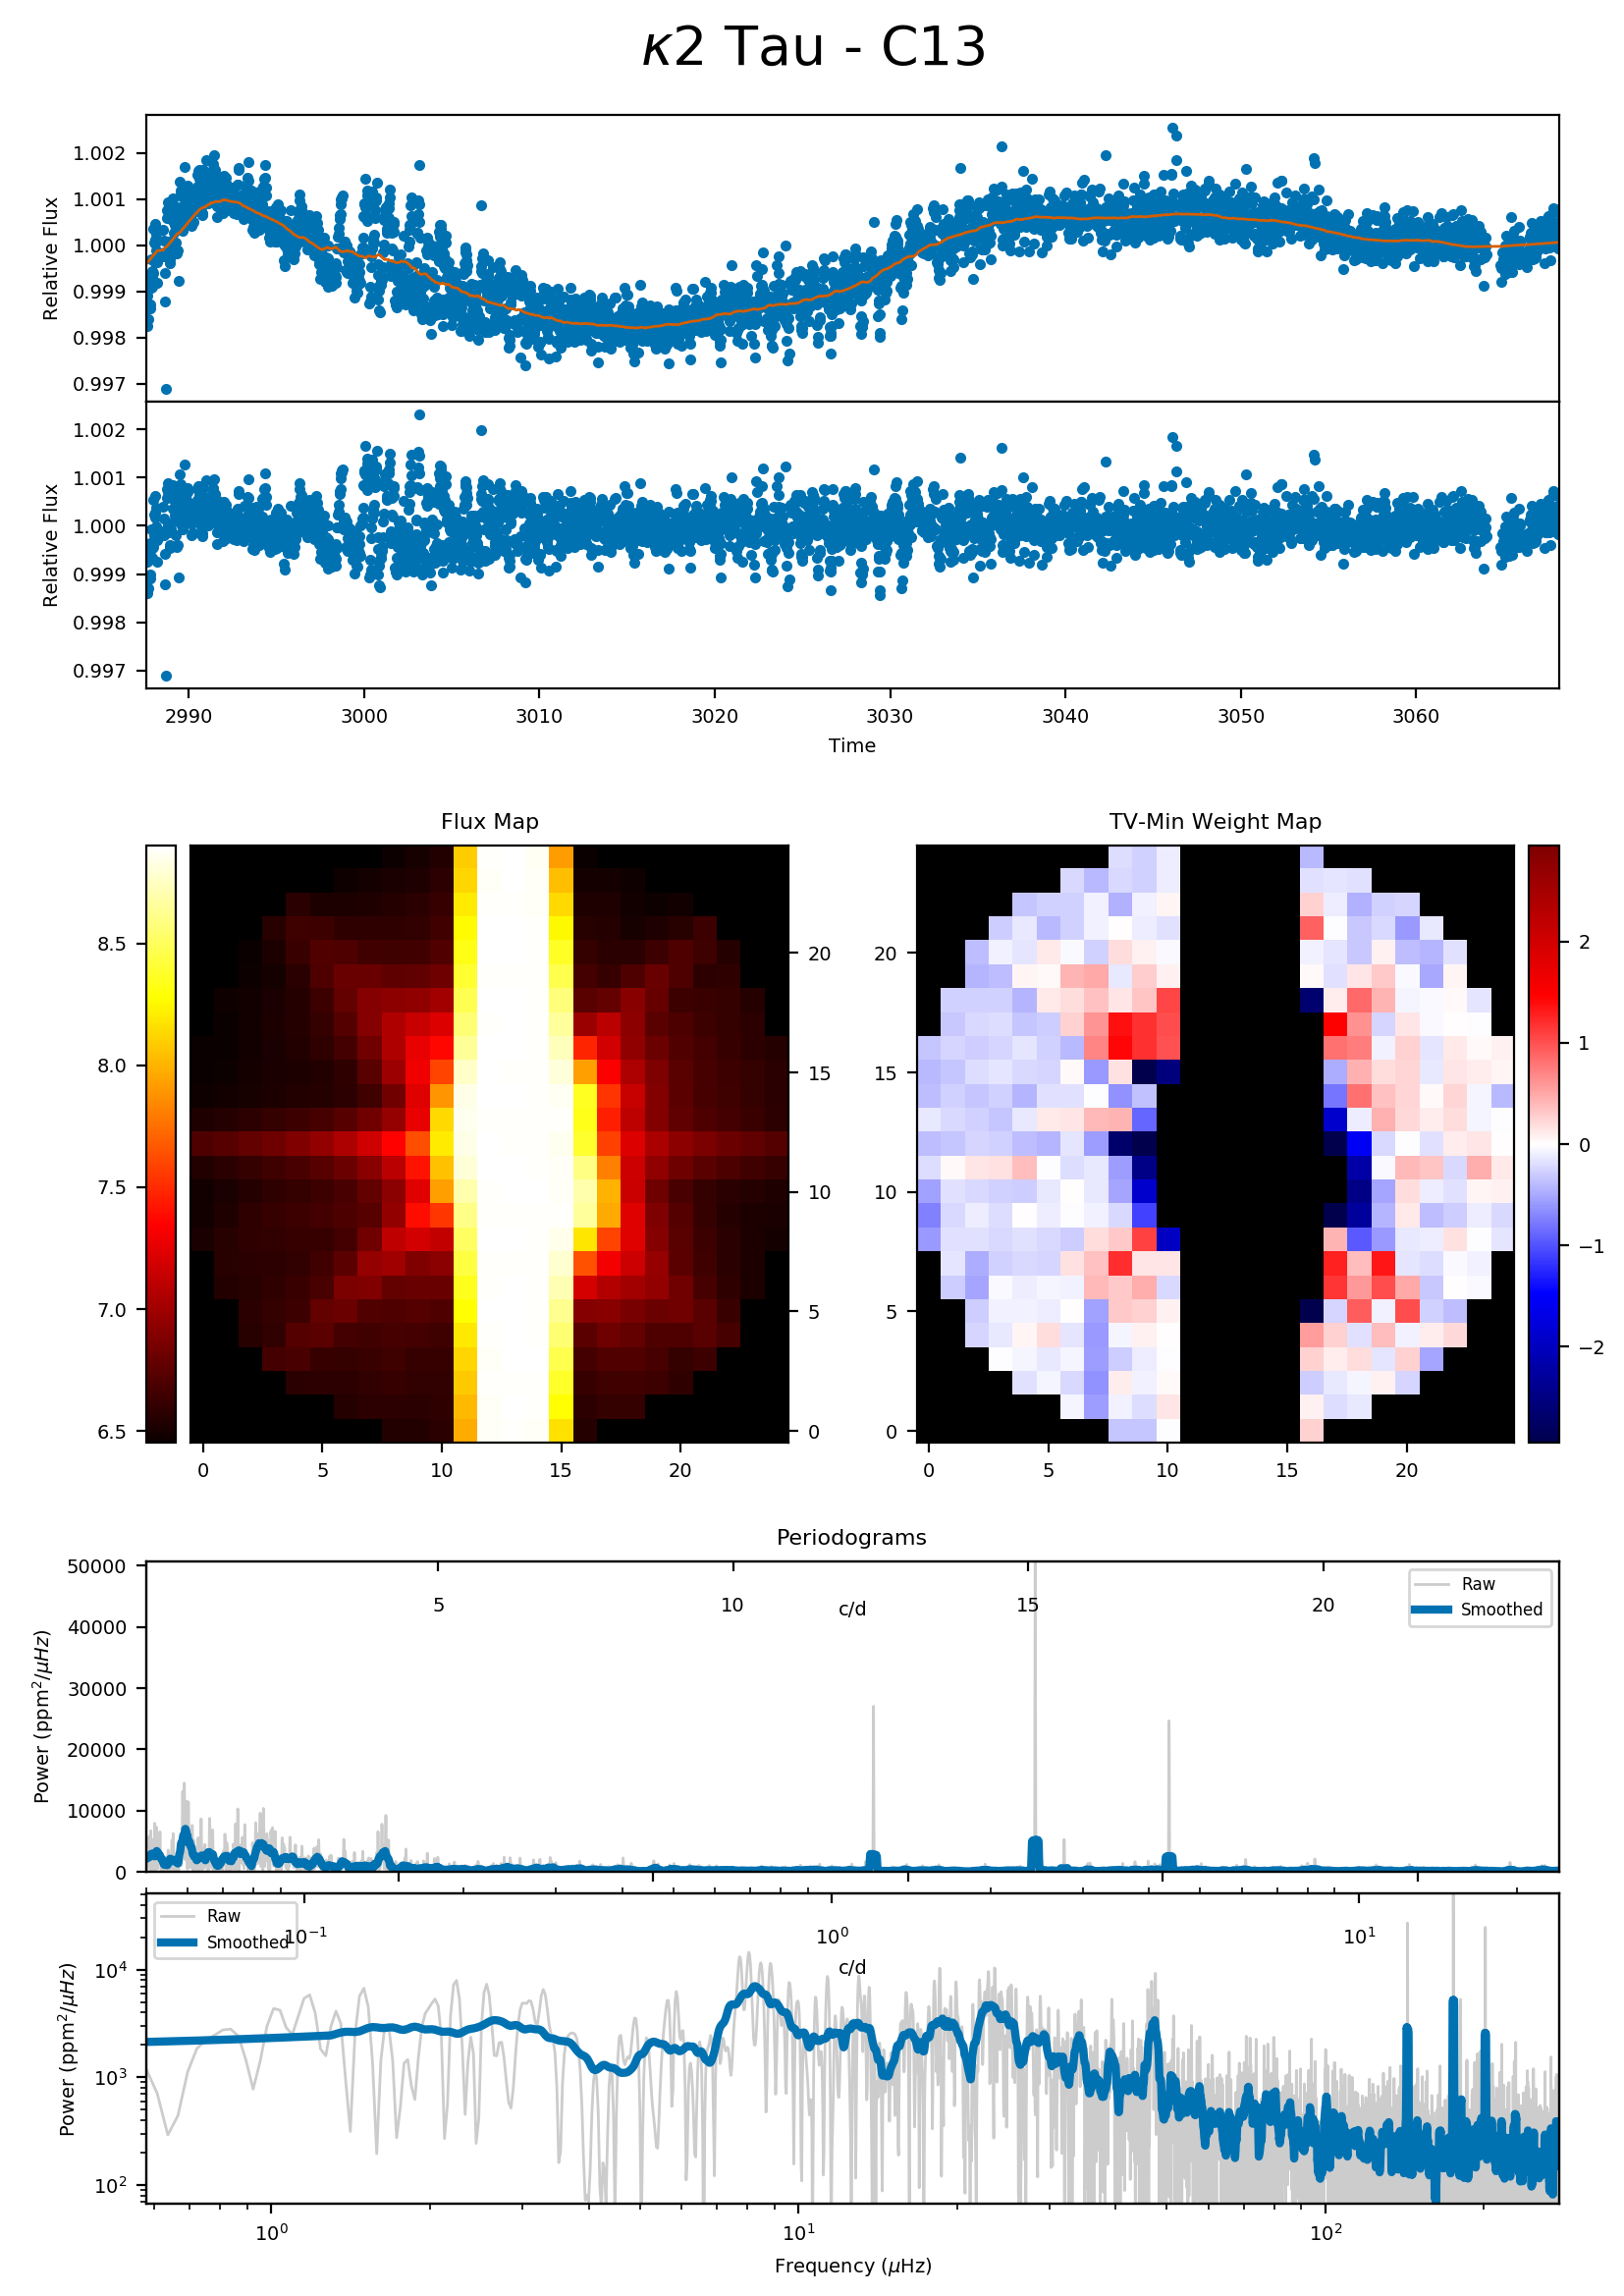 κ2 Tau - C13
1.002
1.001
1.000
0.999
0.998
0.997
Relative Flux
1.002
1.001
1.000
0.999
0.998
0.997
Relative Flux
2990 3000 3010 3020 3030 3040 3050 3060
Time
Flux Map
8.5
8.0
7.5
7.0
6.5
20
15
10
5
0
0 5 10 15 20
TV-Min Weight Map
20
15
10
5
0
0 5 10 15 20
2
1
0
−1
−2
Periodograms
50000
40000
30000
20000
10000
0
Power (ppm²/μHz)
5 10 15 20
c/d
Raw
Smoothed
Raw
Smoothed
10⁻¹ 10⁰ 10¹
c/d
10⁴
10³
10²
Power (ppm²/μHz)
10⁰ 10¹ 10²
Frequency (μHz)